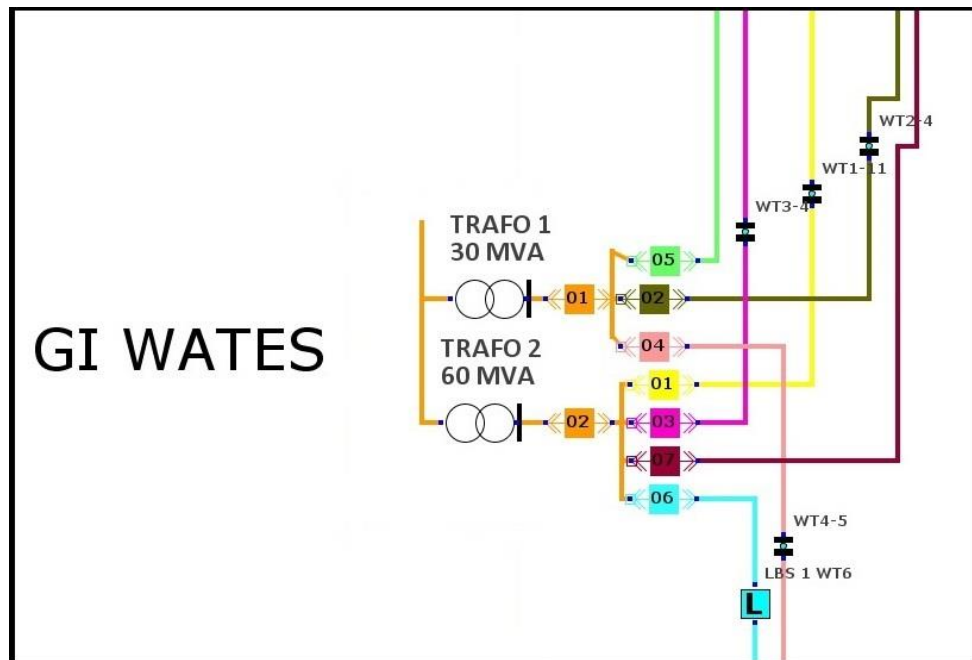 WT2-4
WT1-11
WT3-4
TRAFO 1
30 MVA
05
01
02
04
GI WATES
TRAFO 2
60 MVA
01
02
03
07
06
WT4-5
LBS 1 WT6
L